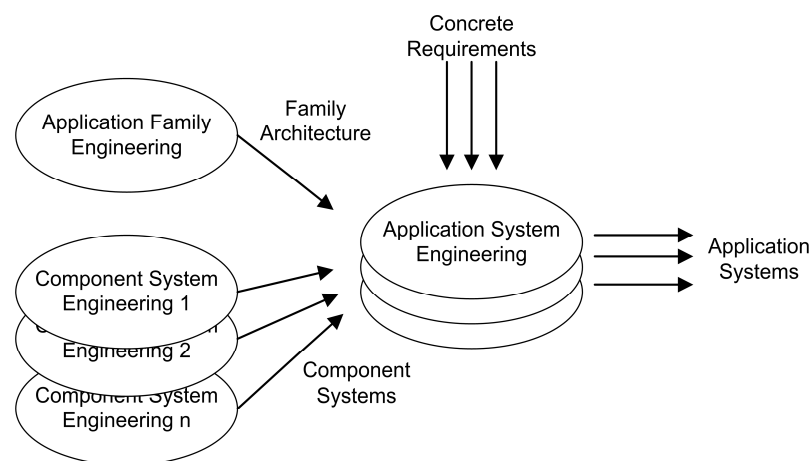 Concrete
Requirements
Application Family
Engineering
Family
Architecture
Application System
Engineering
Application
Systems
Component System
Engineering 1
Engineering 2
Component System
Engineering n
Component
Systems